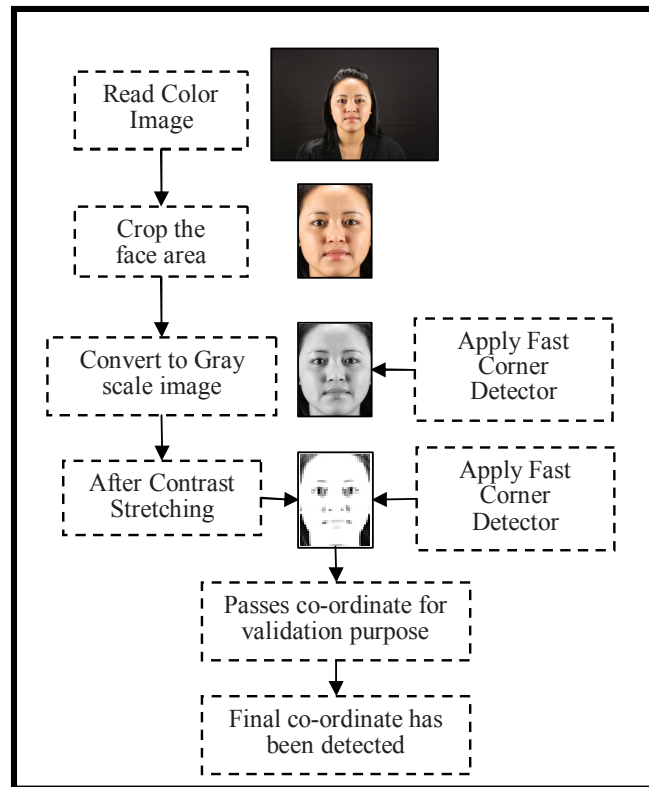 Read Color
Image
Crop the
face area
Convert to Gray
scale image
Apply Fast
Corner
Detector
After Contrast
Stretching
Apply Fast
Corner
Detector
Passes co-ordinate for
validation purpose
Final co-ordinate has
been detected